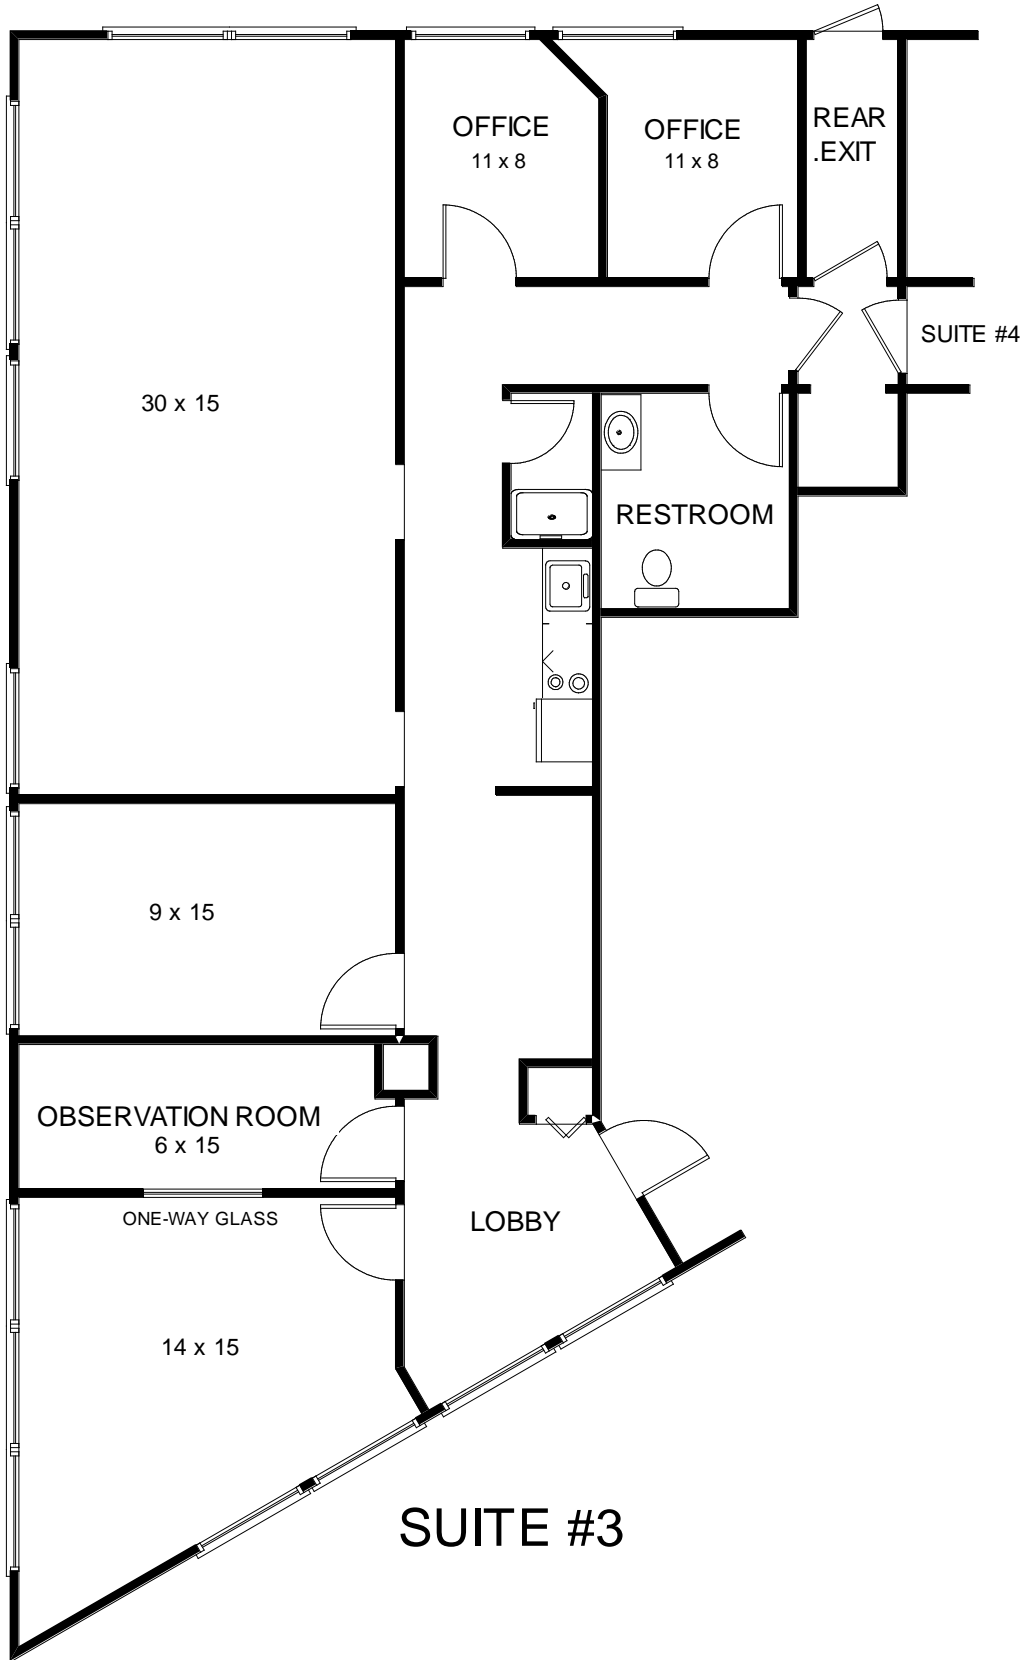 OFFICE
11 x 8
OFFICE
11 x 8
REAR
.EXIT
SUITE #4
30 x 15
RESTROOM
9 x 15
OBSERVATION ROOM
6 x 15
ONE-WAY GLASS
LOBBY
14 x 15
SUITE #3